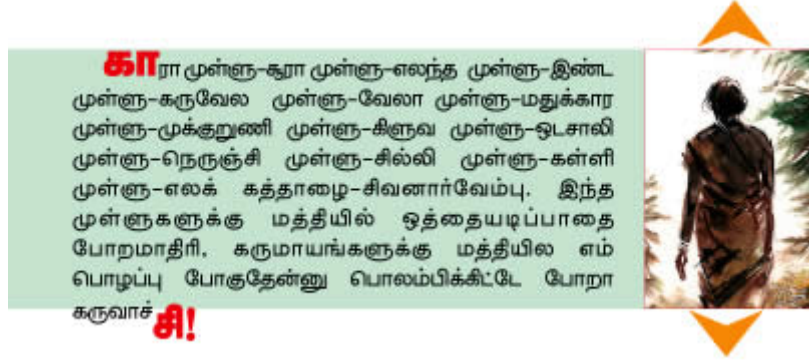 காரா முள்ளு-சூரா முள்ளு-எலந்த முள்ளு-இண்ட
முள்ளு-கருவேல முள்ளு-வேலா முள்ளு-மதுக்கார
முள்ளு-முக்குறுணி முள்ளு-கிளுவ முள்ளு-ஒடசாலி
முள்ளு-நெருஞ்சி முள்ளு-சில்லி முள்ளு-கள்ளி
முள்ளு-எலக் கத்தாழை-சிவனார்வேம்பு. இந்த
முள்ளுகளுக்கு மத்தியில் ஒத்தையடிப்பாதை
போறமாதிரி, கருமாயங்களுக்கு மத்தியில எம்
பொழப்பு போகுதேன்னு பொலம்பிக்கிட்டே போறா
கருவாச்சி!